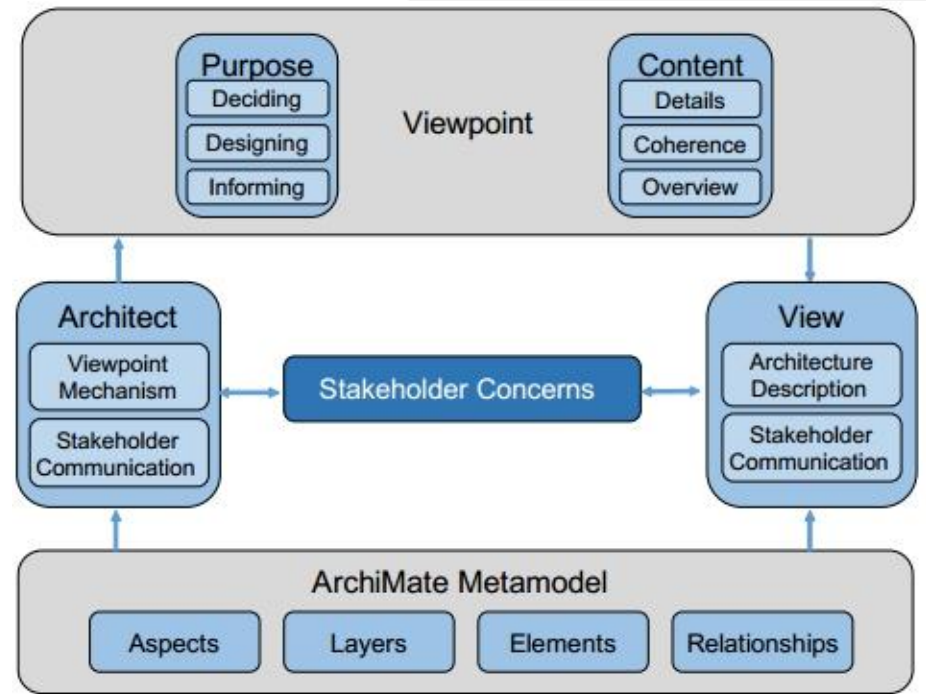 Purpose
Deciding
Designing
Informing
Viewpoint
Content
Details
Coherence
Overview
Architect
Viewpoint
Mechanism
Stakeholder
Communication
Stakeholder Concerns
View
Architecture
Description
Stakeholder
Communication
ArchiMate Metamodel
Aspects
Layers
Elements
Relationships